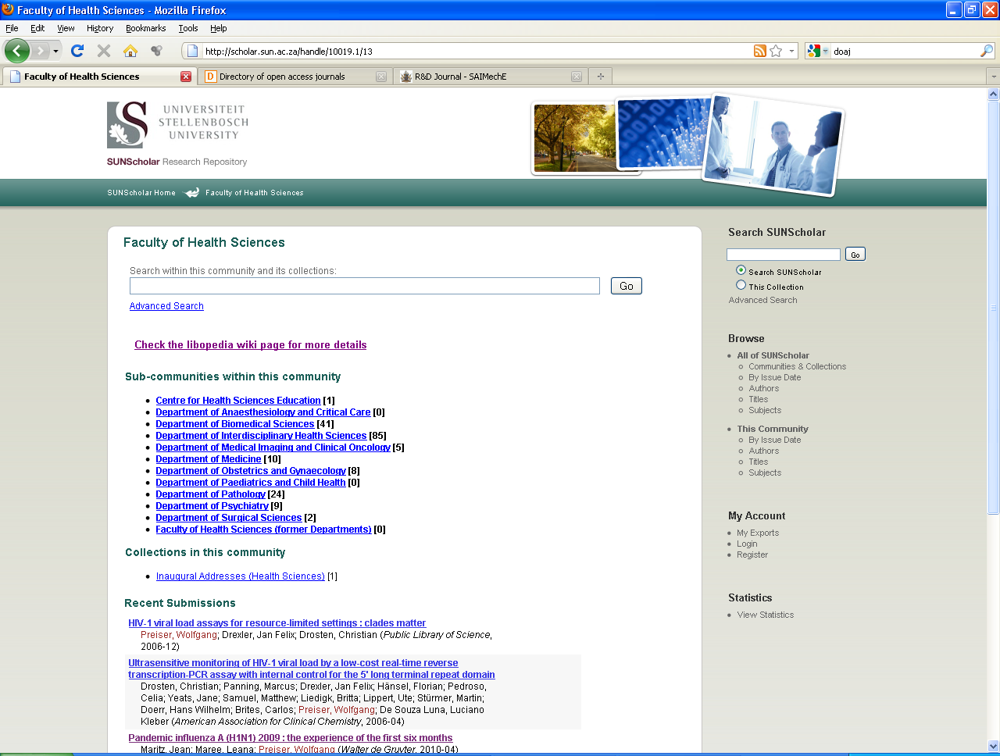 Faculty of Health Sciences - Mozilla Firefox
File Edit View History Bookmarks Tools Help
http://scholar.sun.ac.za/handle/10019.1/13
doaj
Faculty of Health Sciences
Directory of open access journals
R&D Journal - SAIMechE
UNIVERSITEIT
STELLENBOSCH
UNIVERSITY
SUNScholar Research Repository
SUNScholar Home Faculty of Health Sciences
Faculty of Health Sciences
Search within this community and its collections:
Go
Advanced Search
Check the libopedia wiki page for more details
Sub-communities within this community
Centre for Health Sciences Education [1]
Department of Anaesthesiology and Critical Care [0]
Department of Biomedical Sciences [41]
Department of Interdisciplinary Health Sciences [85]
Department of Medical Imaging and Clinical Oncology [5]
Department of Medicine [10]
Department of Obstetrics and Gynaecology [8]
Department of Paediatrics and Child Health [0]
Department of Pathology [24]
Department of Psychiatry [9]
Department of Surgical Sciences [2]
Faculty of Health Sciences (former Departments) [0]
Collections in this community
Inaugural Addresses (Health Sciences) [1]
Recent Submissions
HIV-1 viral load assays for resource-limited settings : clades matter
Preiser, Wolfgang; Drexler, Jan Felix; Drosten, Christian (Public Library of Science,
2006-12)
Ultrasensitive monitoring of HIV-1 viral load by a low-cost real-time reverse
transcription-PCR assay with internal control for the 5' long terminal repeat domain
Drosten, Christian; Panning, Marcus; Drexler, Jan Felix; Hänsel, Florian; Pedroso,
Celia; Yeats, Jane; Samuel, Matthew; Liedigk, Britta; Lippert, Ute; Stürmer, Martin;
Doerr, Hans Wilhelm; Brites, Carlos; Preiser, Wolfgang; De Souza Luna, Luciano
Kleber (American Association for Clinical Chemistry, 2006-04)
Pandemic influenza A (H1N1) 2009 : the experience of the first six months
Maritz, Jean; Maree, Leana; Preiser, Wolfgang (Walter de Gruyter, 2010-04)
Search SUNScholar
Go
Search SUNScholar
This Collection
Advanced Search
Browse
All of SUNScholar
Communities & Collections
By Issue Date
Authors
Titles
Subjects
This Community
By Issue Date
Authors
Titles
Subjects
My Account
My Exports
Login
Register
Statistics
View Statistics